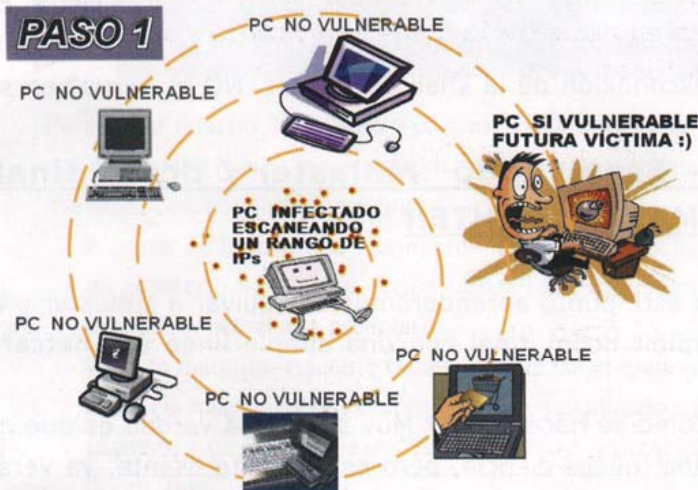 PASO 1
PC NO VULNERABLE
PC NO VULNERABLE
PC SI VULNERABLE
FUTURA VÍCTIMA :)
PC INFECTADO
ESCANEANDO
UN RANGO DE
IPs
PC NO VULNERABLE
PC NO VULNERABLE
PC NO VULNERABLE